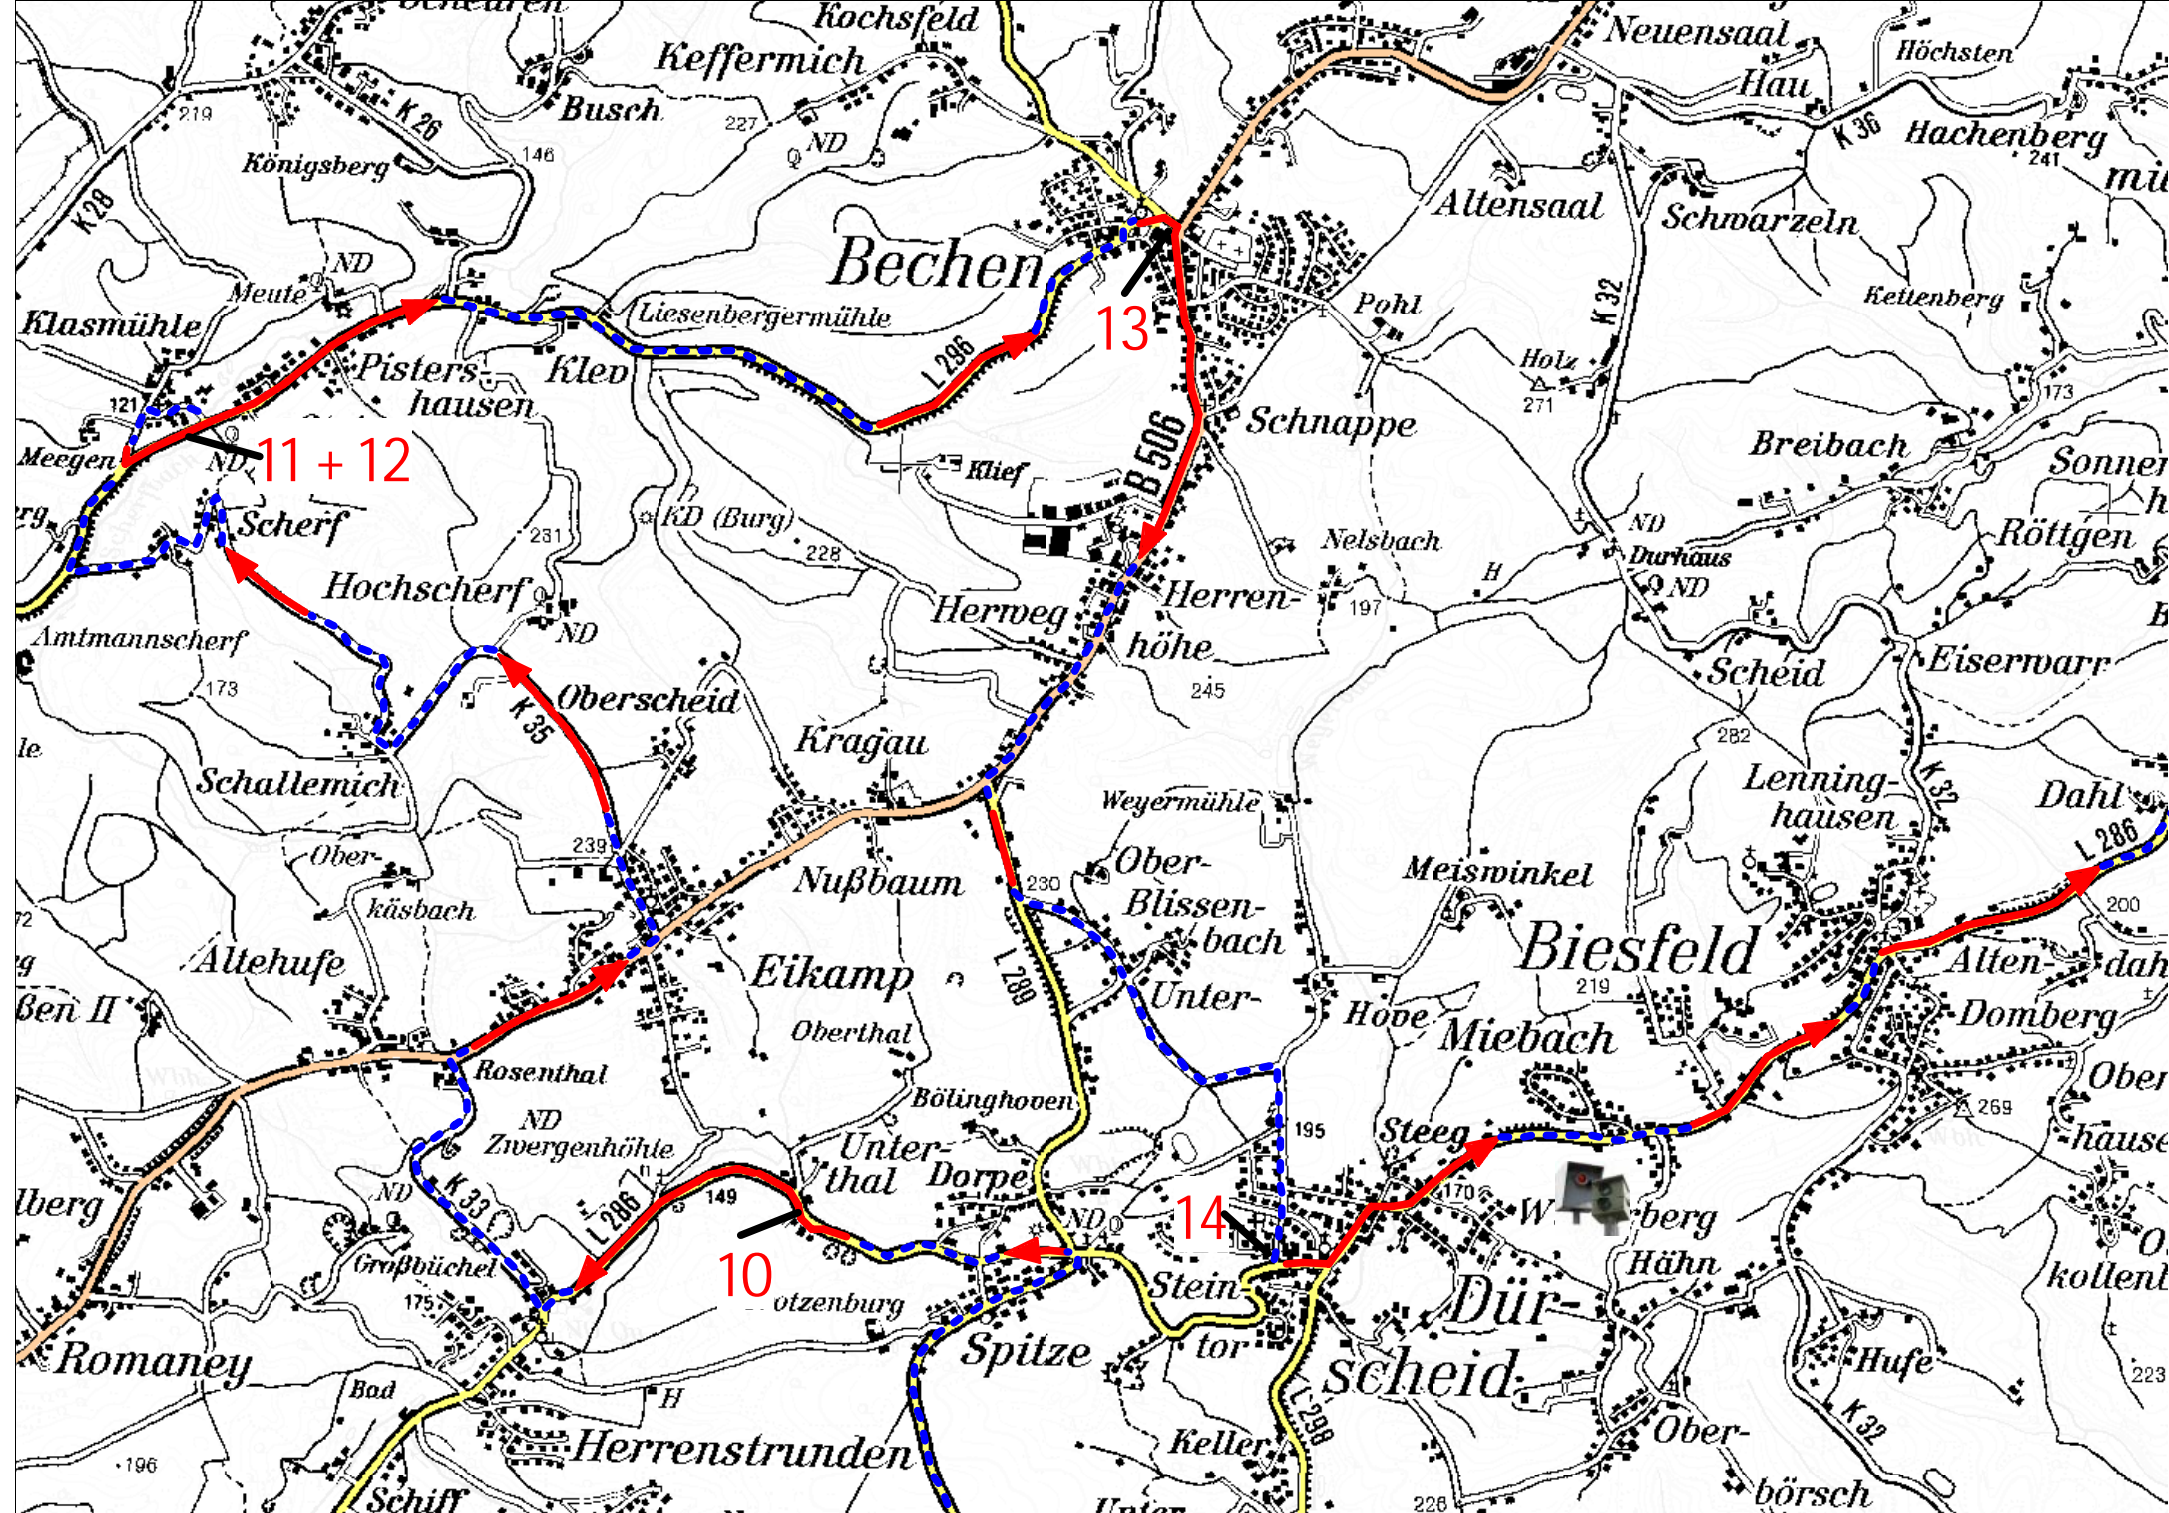 Kochsfeld
Neuensaal
Keffermich
Höchsten
Hau
Busch
K 26
219
227
ND
K 36
Hachenberg
241
Königsberg
146
K 28
Altensaal
Schwarzeln
ND
Bechen
Meute
Klasmühle
Liesenbergermühle
13
Pohl
K 32
Kettenberg
Pisters-
hausen
Klev
L 296
Holz
271
173
121
Schnappe
Breibach
Meegen
ND
11 + 12
Klief
B 506
Scherf
KD (Burg)
228
231
Nelsbach
ND
Durhaus
ND
Röttgen
Hochscherf
ND
Herweg
Herren-
höhe
H
197
Amtmannscherf
Scheid
173
K 35
Oberscheid
245
282
Kragau
Schallemich
Weyermühle
Lenning-
hausen
K 32
Dahl
L 286
239
Ober-
käsbach
Nußbaum
230
Ober-
Blissen-
bach
Meiswinkel
200
Altehufe
Eikamp
L 289
Unter-
Biesfeld
219
Hove
Domberg
Oberthal
Miebach
Rosenthal
Bölinghoven
269
ND
Zwergenhöhle
Unter-
thal
Dorpe
195
Steeg
K 33
ND
149
L 286
ND
14
170
Großbüchel
10
175
Hähn
Stein-
tor
Dür-
scheid
Romaney
Spitze
Hufe
Bad
H
L 298
223
K 32
Herrenstrunden
Keller
Ober-
börsch
196
Schiff
226